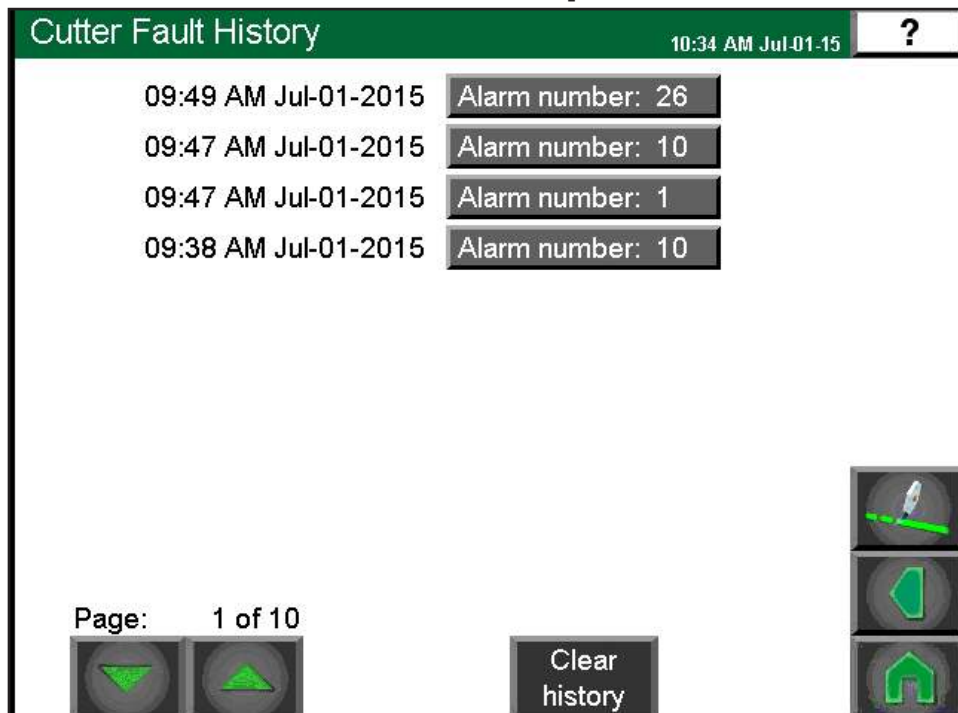 Cutter Fault History
10:34 AM Jul-01-15
?
09:49 AM Jul-01-2015 Alarm number: 26
09:47 AM Jul-01-2015 Alarm number: 10
09:47 AM Jul-01-2015 Alarm number: 1
09:38 AM Jul-01-2015 Alarm number: 10
Page: 1 of 10
Clear
history